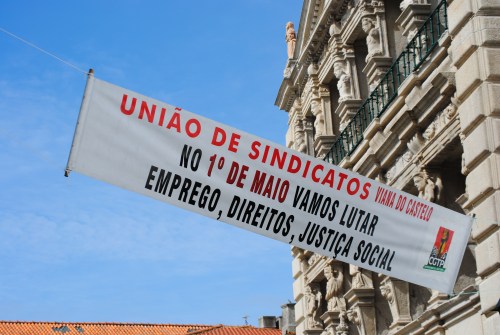 UNIÃO DE SINDICATOS VIANA DO CASTELO
NO 1º DE MAIO VAMOS LUTAR
EMPREGO, DIREITOS, JUSTIÇA SOCIAL
CGTP